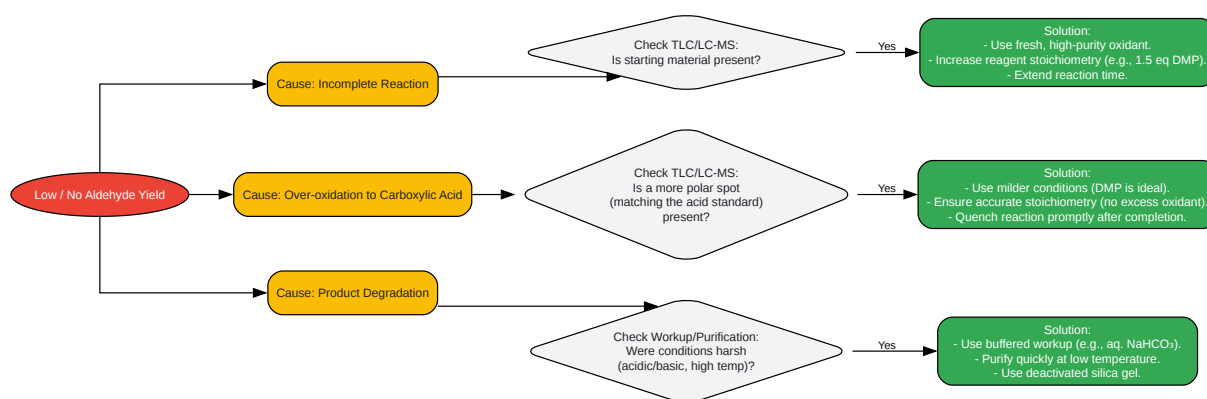 Check TLC/LC-MS:
Is starting material present?
Yes
Solution:
- Use fresh, high-purity oxidant.
- Increase reagent stoichiometry (e.g., 1.5 eq DMP).
- Extend reaction time.
Cause: Incomplete Reaction
Low / No Aldehyde Yield
Cause: Over-oxidation to Carboxylic Acid
Check TLC/LC-MS:
Is a more polar spot
(matching the acid standard)
present?
Yes
Solution:
- Use milder conditions (DMP is ideal).
- Ensure accurate stoichiometry (no excess oxidant).
- Quench reaction promptly after completion.
Cause: Product Degradation
Check Workup/Purification:
Were conditions harsh
(acidic/basic, high temp)?
Yes
Solution:
- Use buffered workup (e.g., aq. NaHCO₃).
- Purify quickly at low temperature.
- Use deactivated silica gel.